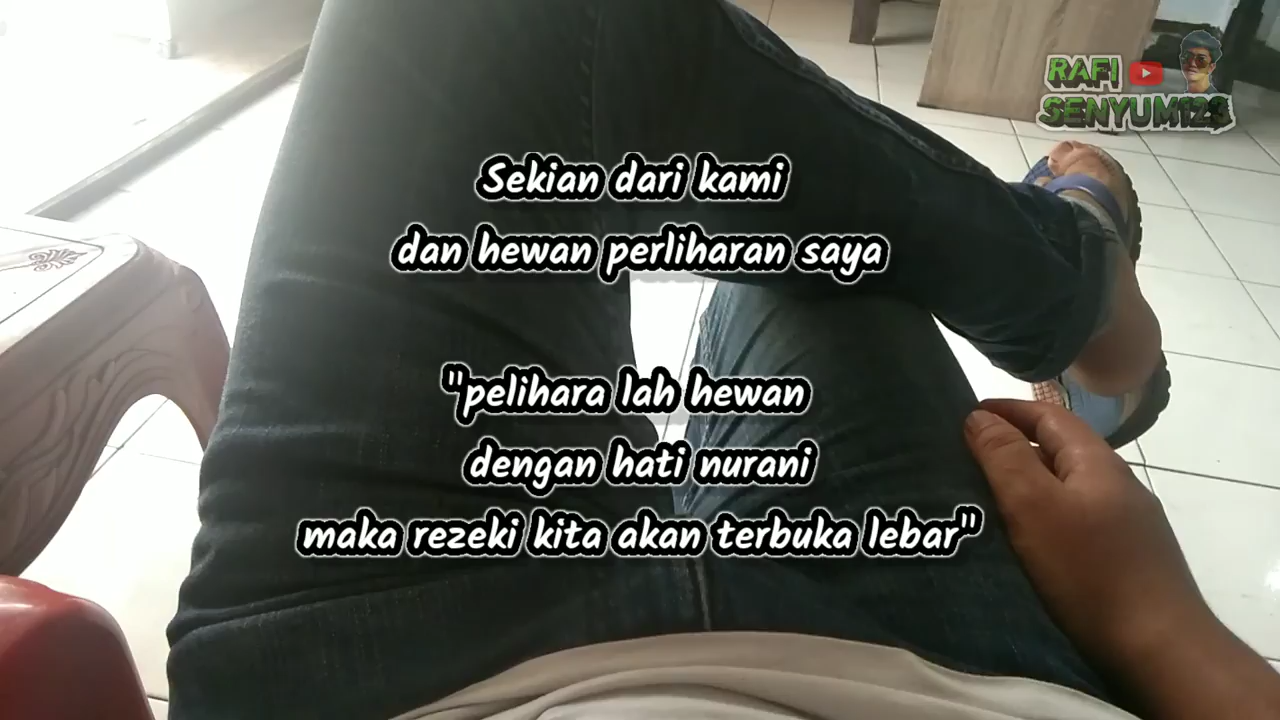 RAFI
SENYUM123
Sekian dari kami
dan hewan perliharan saya
"pelihara lah hewan
dengan hati nurani
maka rezeki kita akan terbuka lebar"